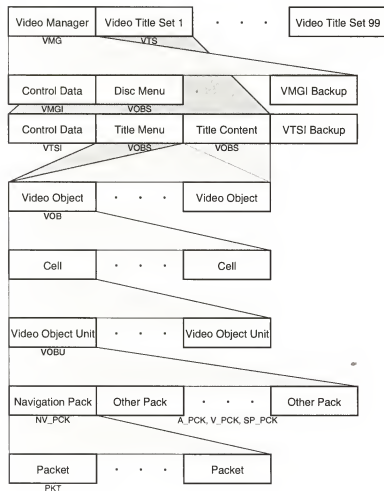 Video Manager Video Title Set 1 . . . Video Title Set 99
VMG VTS
Control Data Disc Menu VMGI Backup
VMGI VOBS
Control Data Title Menu Title Content VTSI Backup
VTSI VOBS VOBS
Video Object . . . Video Object
VOB
Cell . . . Cell
Video Object Unit . . . Video Object Unit
VOBU
Navigation Pack Other Pack . . . Other Pack
NV_PCK A_PCK, V_PCK, SP_PCK
Packet . . . Packet
PKT